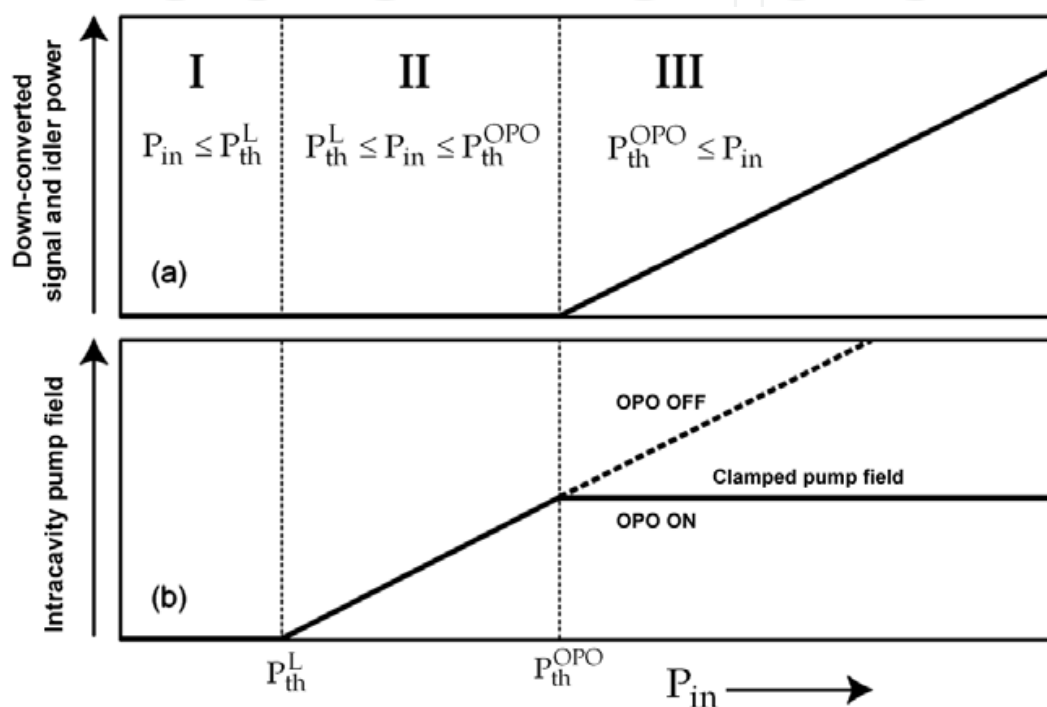 Down-converted
signal and idler power
I II III
P_in ≤ P_th^L P_th^L ≤ P_in ≤ P_th^OPO P_th^OPO ≤ P_in
(a)
Intracavity pump field
OPO OFF
Clamped pump field
OPO ON
(b)
P_th^L P_th^OPO P_in